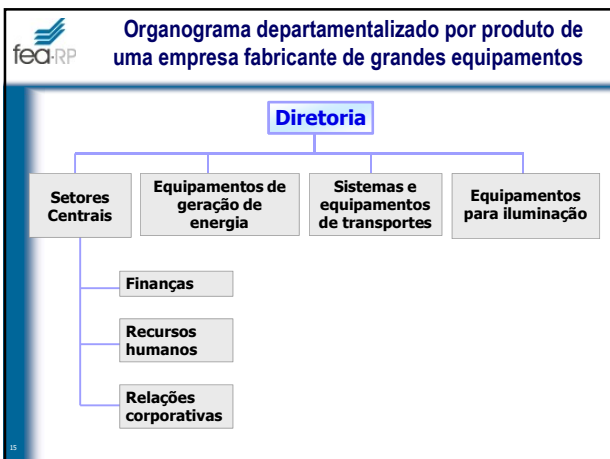 fea-RP
Organograma departamentalizado por produto de
uma empresa fabricante de grandes equipamentos
Diretoria
Setores
Centrais
Equipamentos de
geração de
energia
Sistemas e
equipamentos
de transportes
Equipamentos
para iluminação
Finanças
Recursos
humanos
Relações
corporativas
15